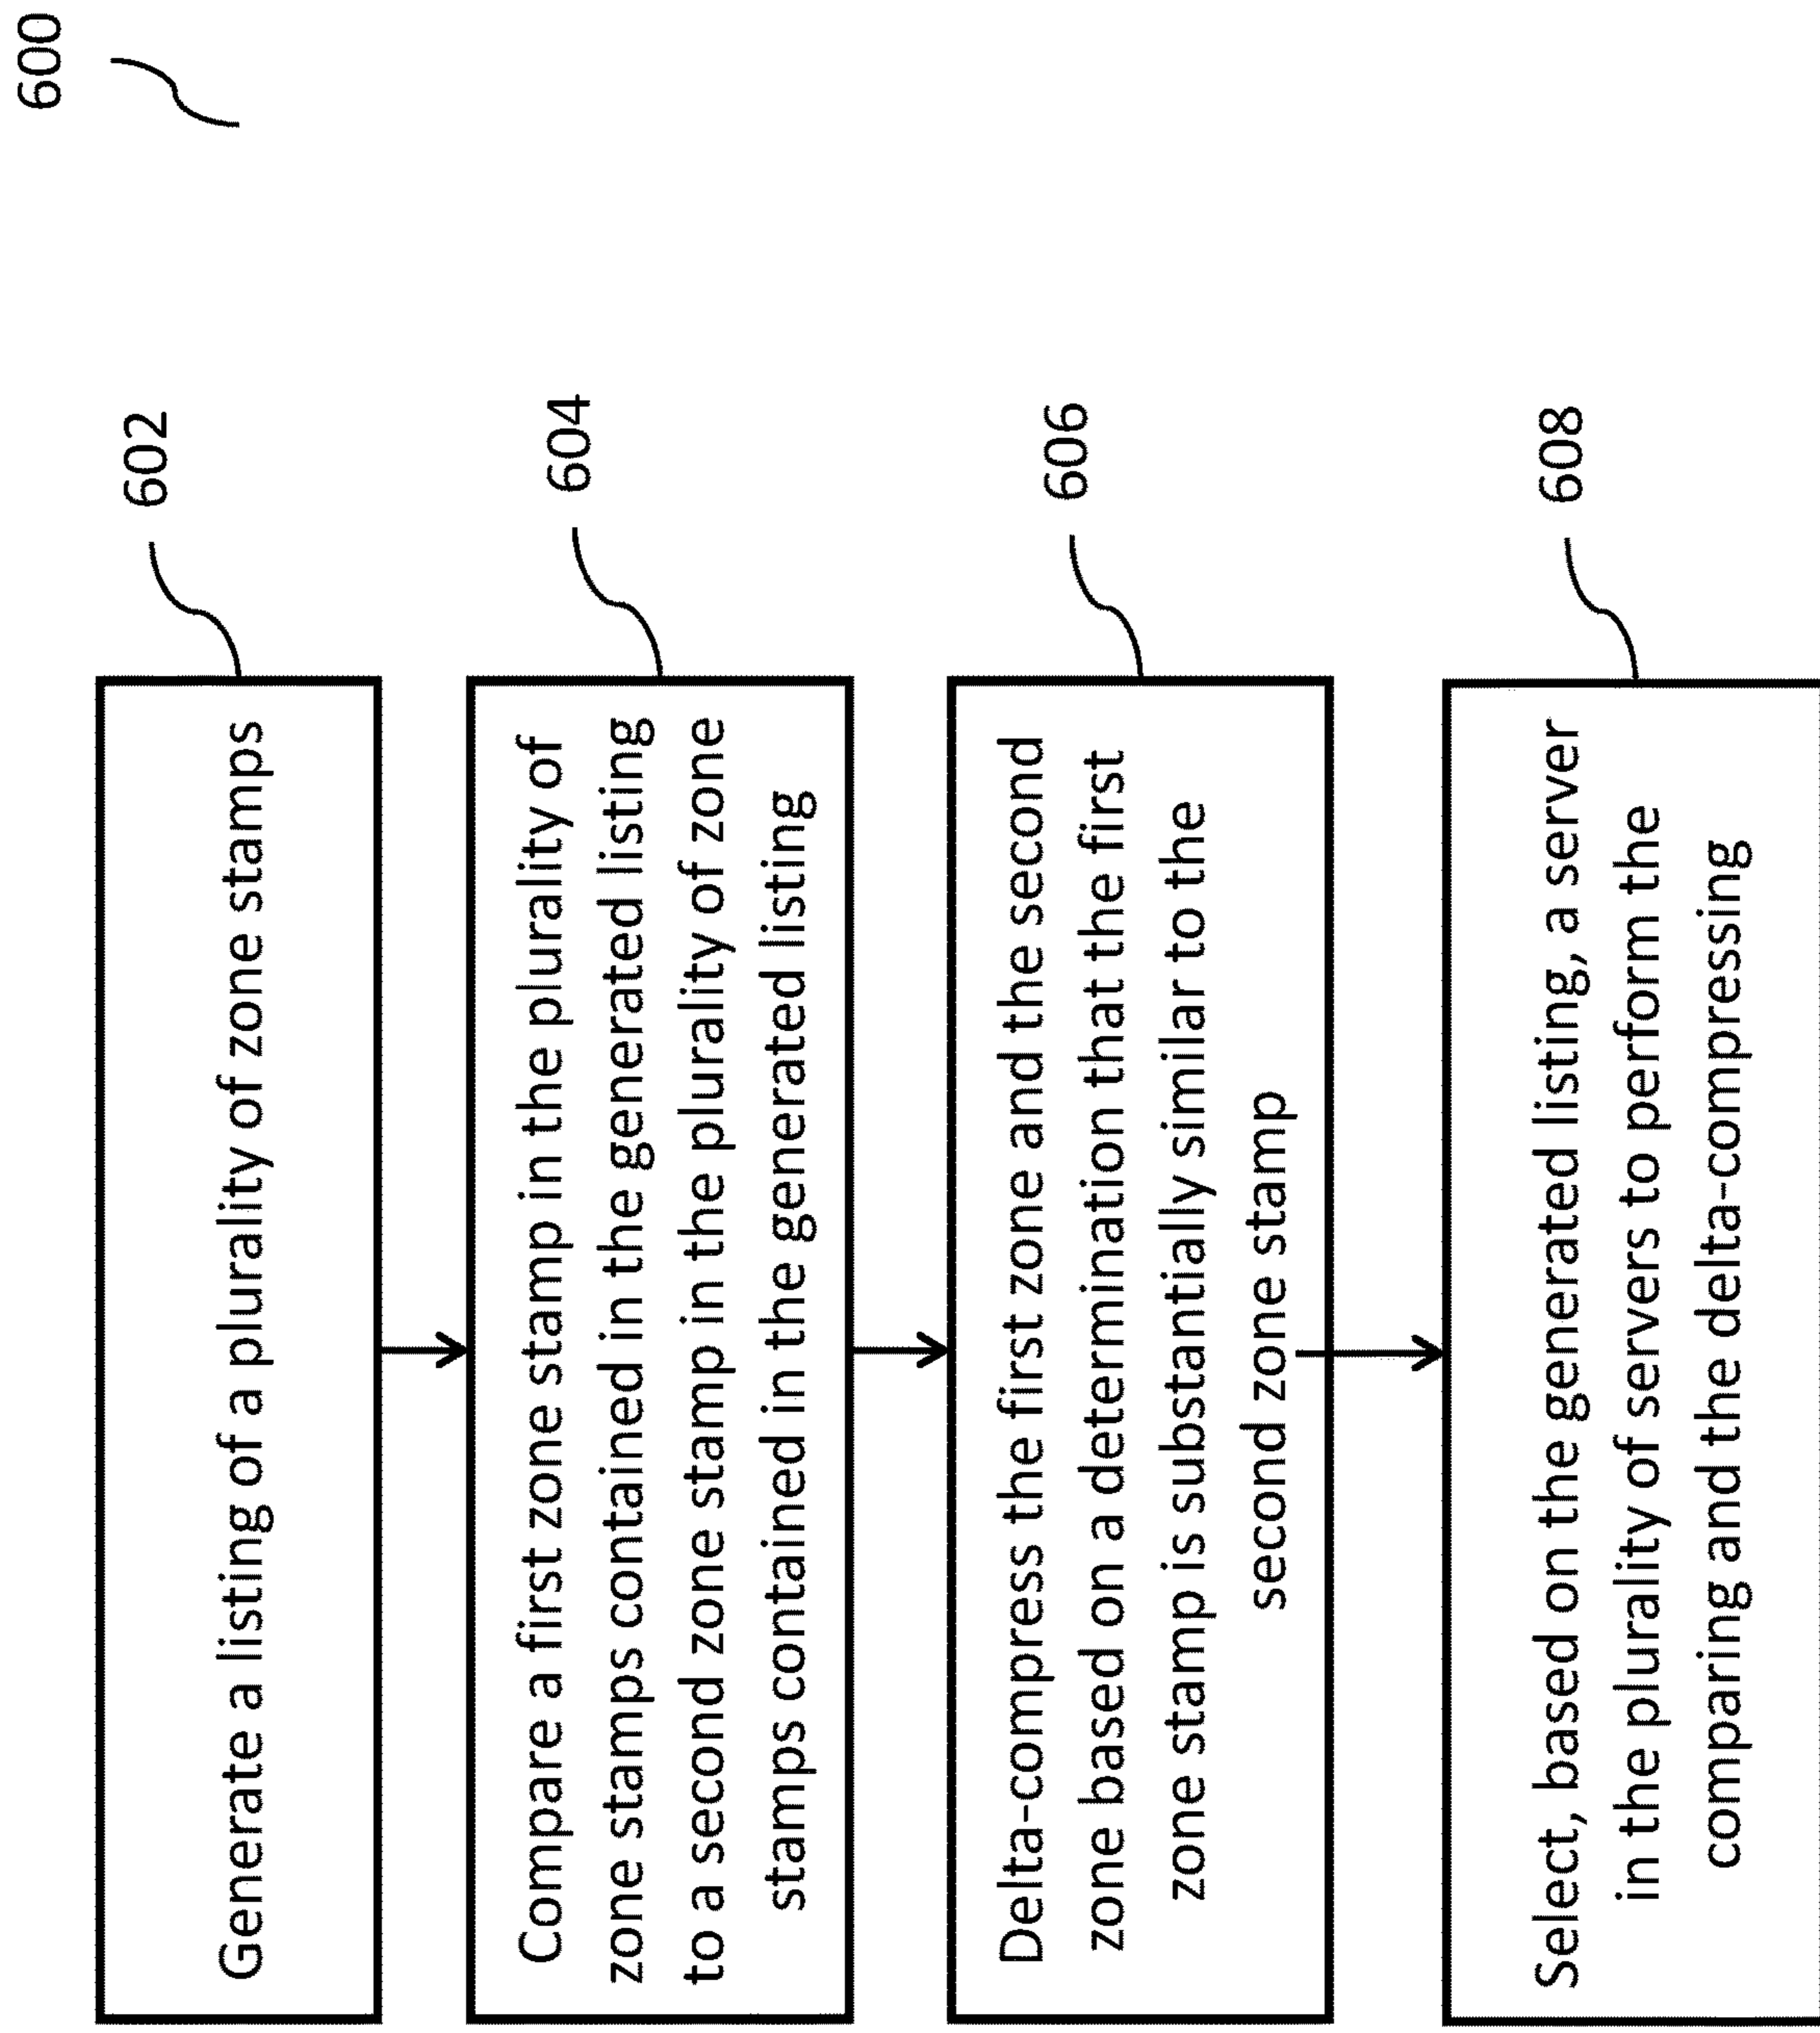 600
602
Generate a listing of a plurality of zone stamps
604
Compare a first zone stamp in the plurality of
zone stamps contained in the generated listing
to a second zone stamp in the plurality of zone
stamps contained in the generated listing
606
Delta-compress the first zone and the second
zone based on a determination that the first
zone stamp is substantially similar to the
second zone stamp
608
Select, based on the generated listing, a server
in the plurality of servers to perform the
comparing and the delta-compressing